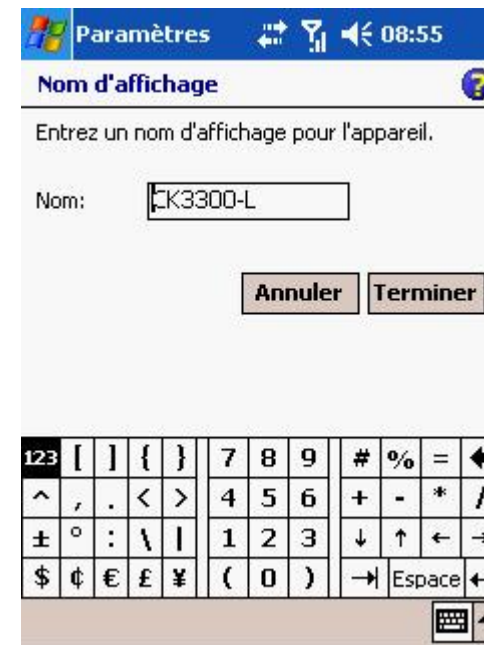 Paramètres 08:55
Nom d'affichage
Entrez un nom d'affichage pour l'appareil.
Nom: CK3300-L
Annuler Terminer
123 [ ] { } 7 8 9 # % =
^ , . < > 4 5 6 + - * /
± ° : \ | 1 2 3 ↓ ↑ ← →
$ ¢ € £ ¥ ( 0 ) →| Espace